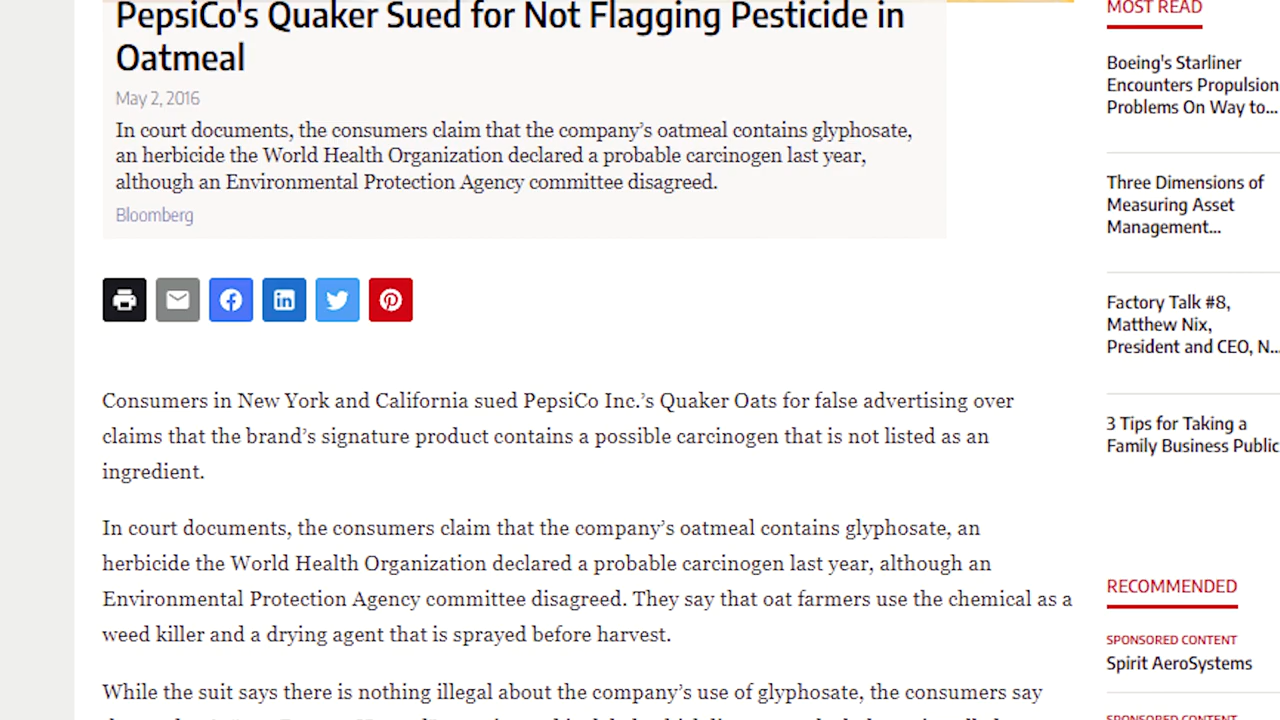 PepsiCo's Quaker Sued for Not Flagging Pesticide in
Oatmeal
May 2, 2016
In court documents, the consumers claim that the company’s oatmeal contains glyphosate,
an herbicide the World Health Organization declared a probable carcinogen last year,
although an Environmental Protection Agency committee disagreed.
Bloomberg
Consumers in New York and California sued PepsiCo Inc.’s Quaker Oats for false advertising over
claims that the brand’s signature product contains a possible carcinogen that is not listed as an
ingredient.
In court documents, the consumers claim that the company’s oatmeal contains glyphosate, an
herbicide the World Health Organization declared a probable carcinogen last year, although an
Environmental Protection Agency committee disagreed. They say that oat farmers use the chemical as a
weed killer and a drying agent that is sprayed before harvest.
While the suit says there is nothing illegal about the company’s use of glyphosate, the consumers say
MOST READ
Boeing's Starliner
Encounters Propulsion
Problems On Way to...
Three Dimensions of
Measuring Asset
Management...
Factory Talk #8,
Matthew Nix,
President and CEO, N...
3 Tips for Taking a
Family Business Public
RECOMMENDED
SPONSORED CONTENT
Spirit AeroSystems
SPONSORED CONTENT